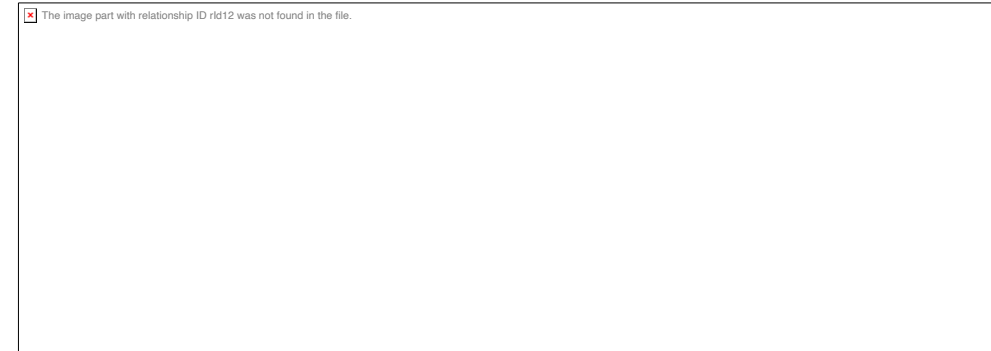 The image part with relationship ID rId12 was not found in the file.